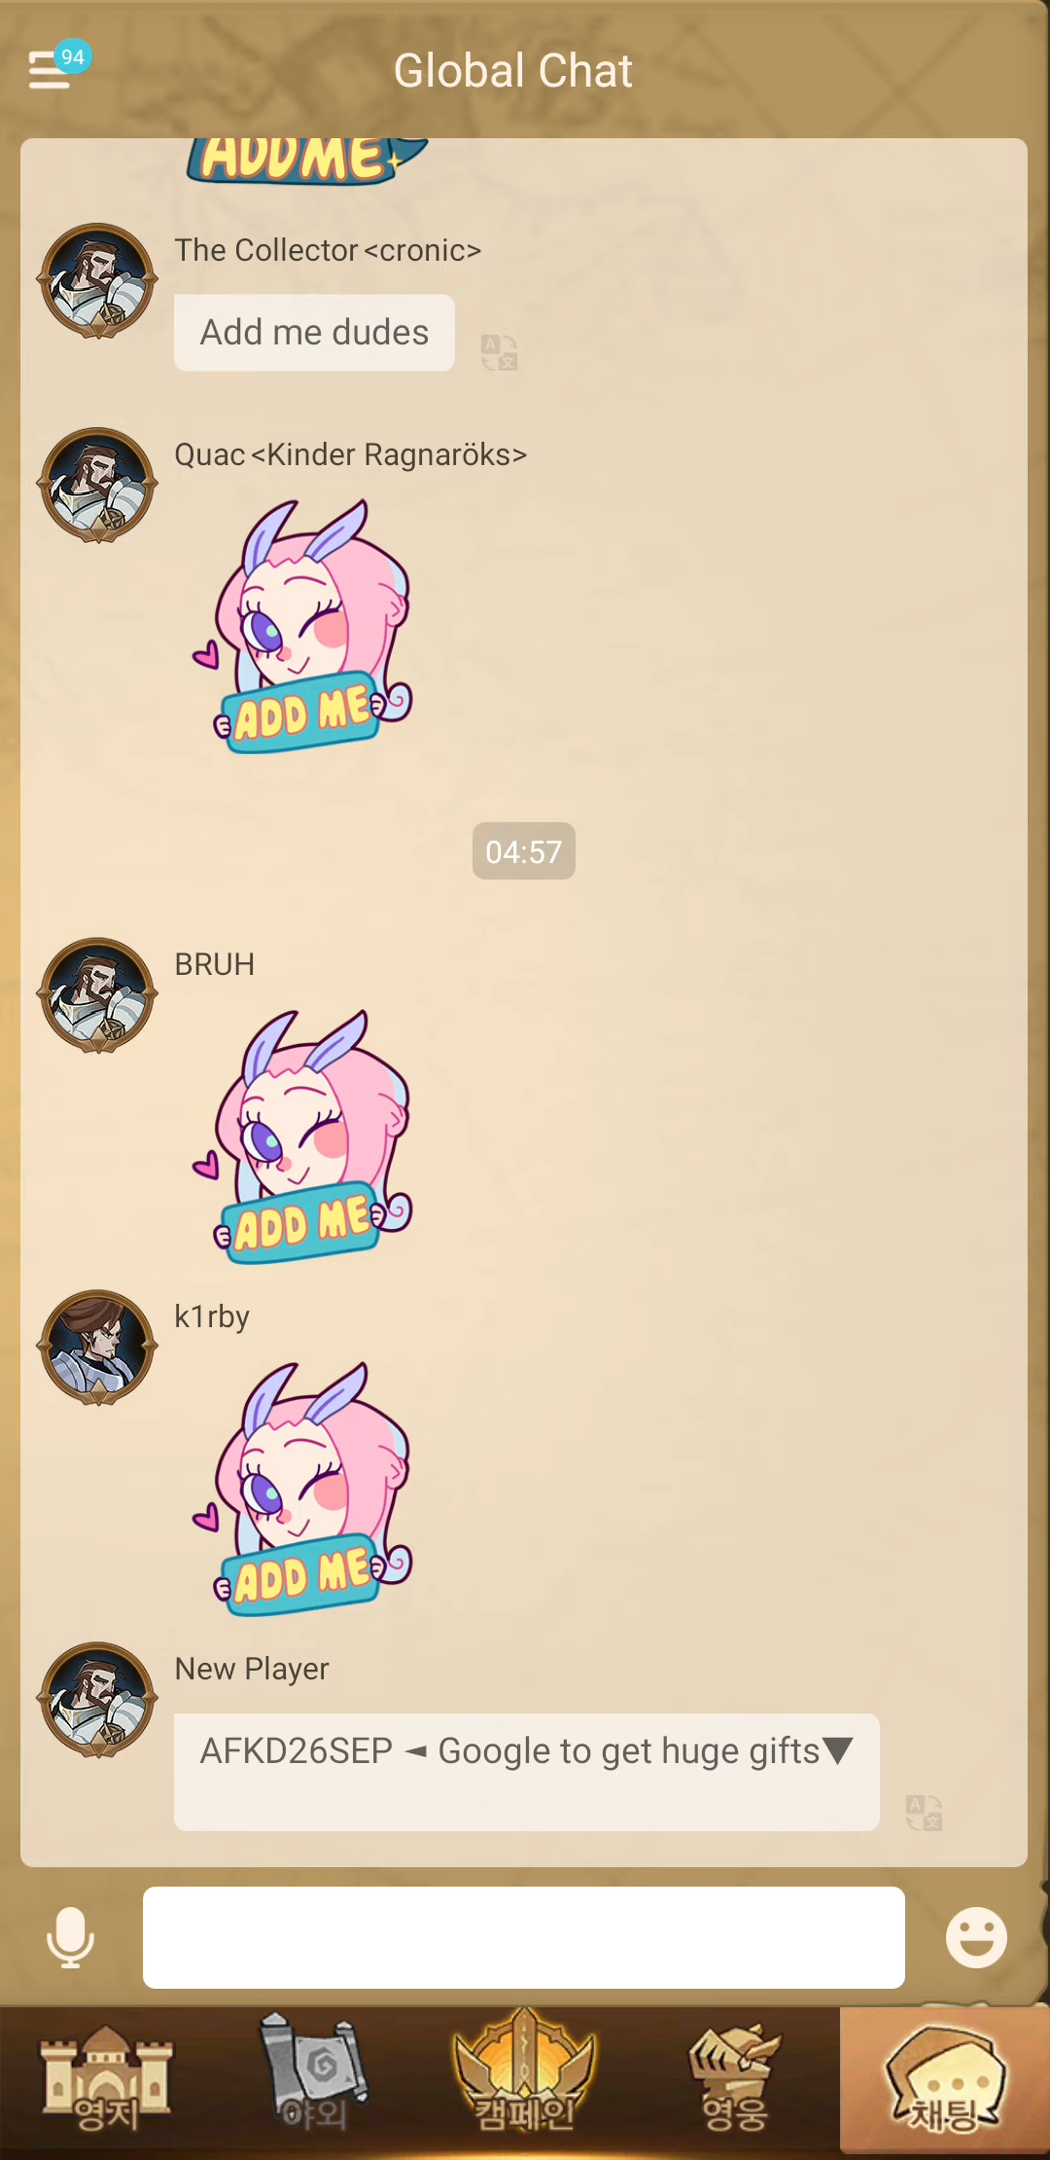 94
Global Chat
ADD ME
The Collector <cronic>
Add me dudes
Quac <Kinder Ragnaröks>
ADD ME
04:57
BRUH
ADD ME
k1rby
ADD ME
New Player
AFKD26SEP ◄ Google to get huge gifts▼
영지
야외
캠페인
영웅
채팅